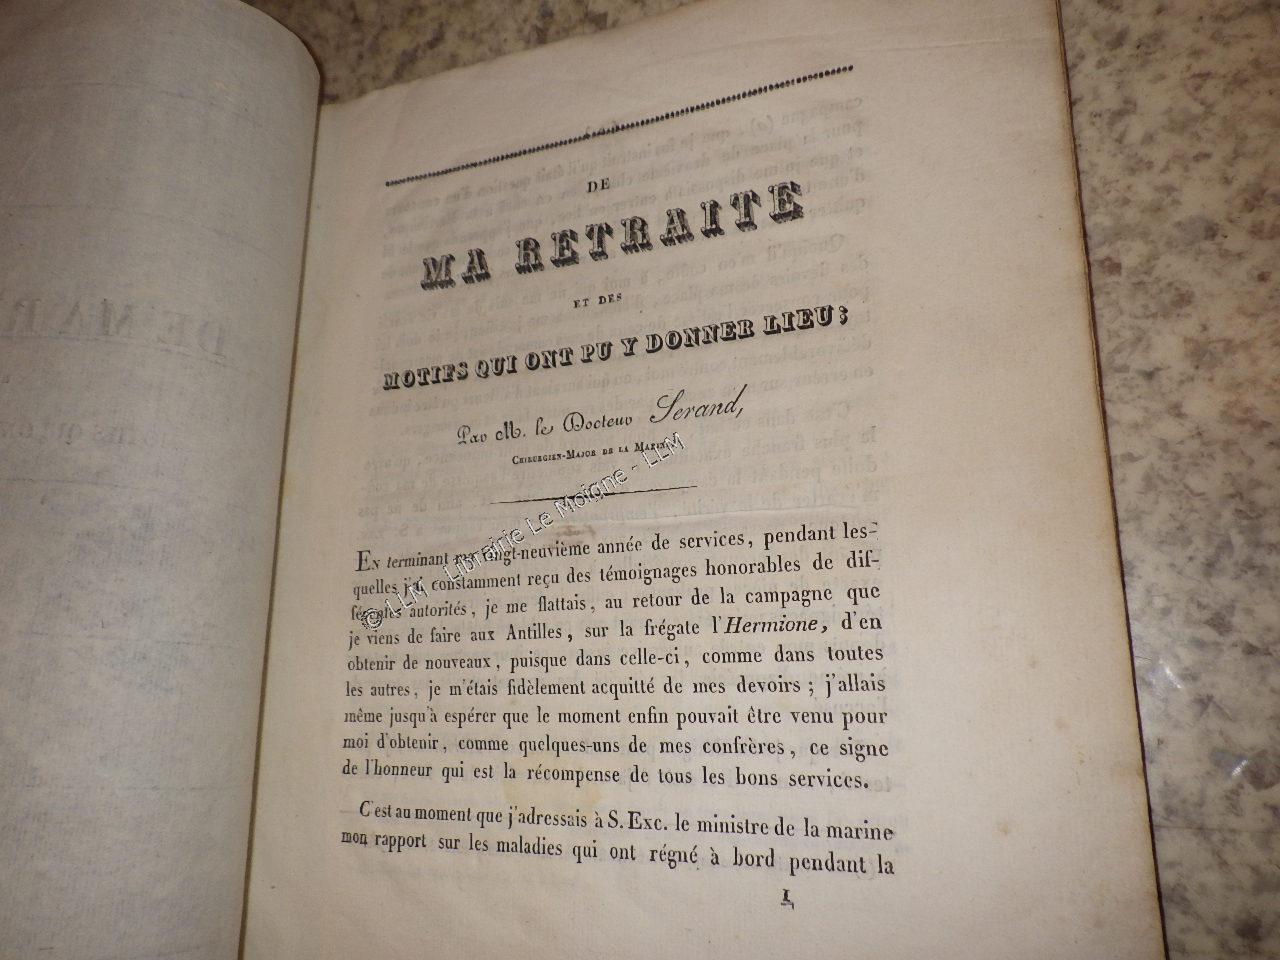 DE
MA RETRAITE
ET DES
MOTIFS QUI ONT PU Y DONNER LIEU;
Par M. le Docteur Serand,
CHIRURGIEN-MAJOR DE LA MARINE.
EN terminant ma vingt-neuvième année de services, pendant les-
quelles j'ai constamment reçu des témoignages honorables de dif-
férentes autorités, je me flattais, au retour de la campagne que
je viens de faire aux Antilles, sur la frégate l'Hermione, d'en
obtenir de nouveaux, puisque dans celle-ci, comme dans toutes
les autres, je m'étais fidèlement acquitté de mes devoirs; j'allais
même jusqu'à espérer que le moment enfin pouvait être venu pour
moi d'obtenir, comme quelques-uns de mes confrères, ce signe
de l'honneur qui est la récompense de tous les bons services.
C'est au moment que j'adressais à S. Exc. le ministre de la marine
mon rapport sur les maladies qui ont régné à bord pendant la
1
© LLM - Librairie Le Moigne - LLM